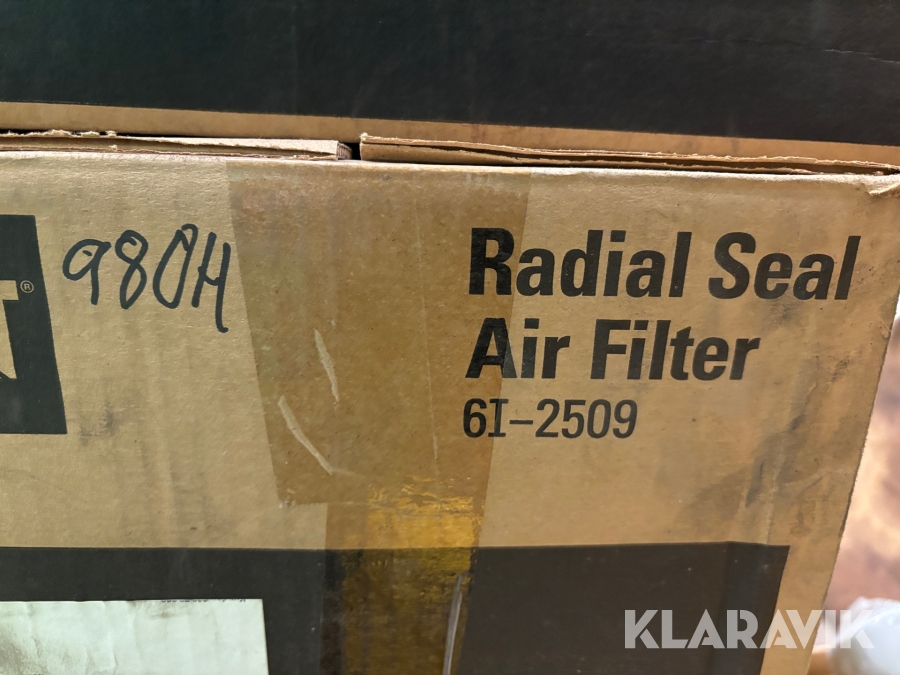 980H
Radial Seal
Air Filter
6I-2509
KLARAVIK